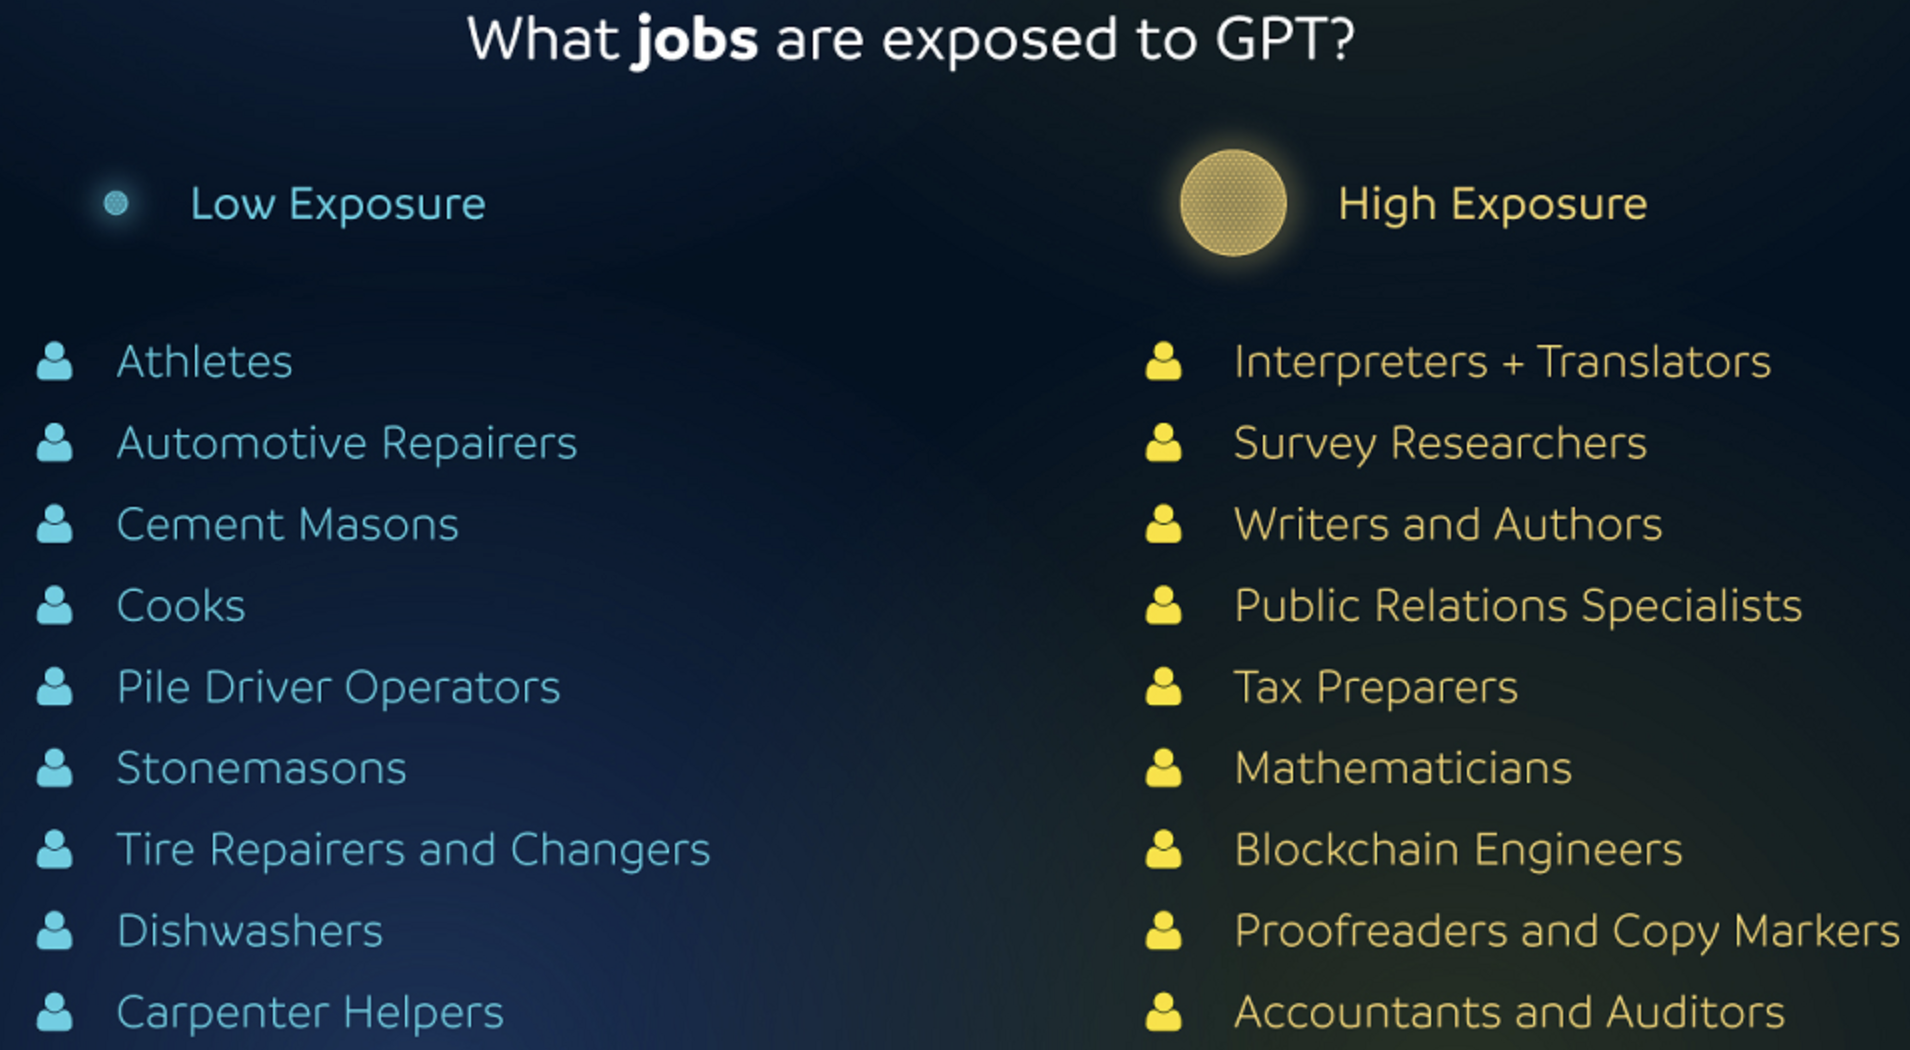 What jobs are exposed to GPT?
Low Exposure
Athletes
Automotive Repairers
Cement Masons
Cooks
Pile Driver Operators
Stonemasons
Tire Repairers and Changers
Dishwashers
Carpenter Helpers
High Exposure
Interpreters + Translators
Survey Researchers
Writers and Authors
Public Relations Specialists
Tax Preparers
Mathematicians
Blockchain Engineers
Proofreaders and Copy Markers
Accountants and Auditors